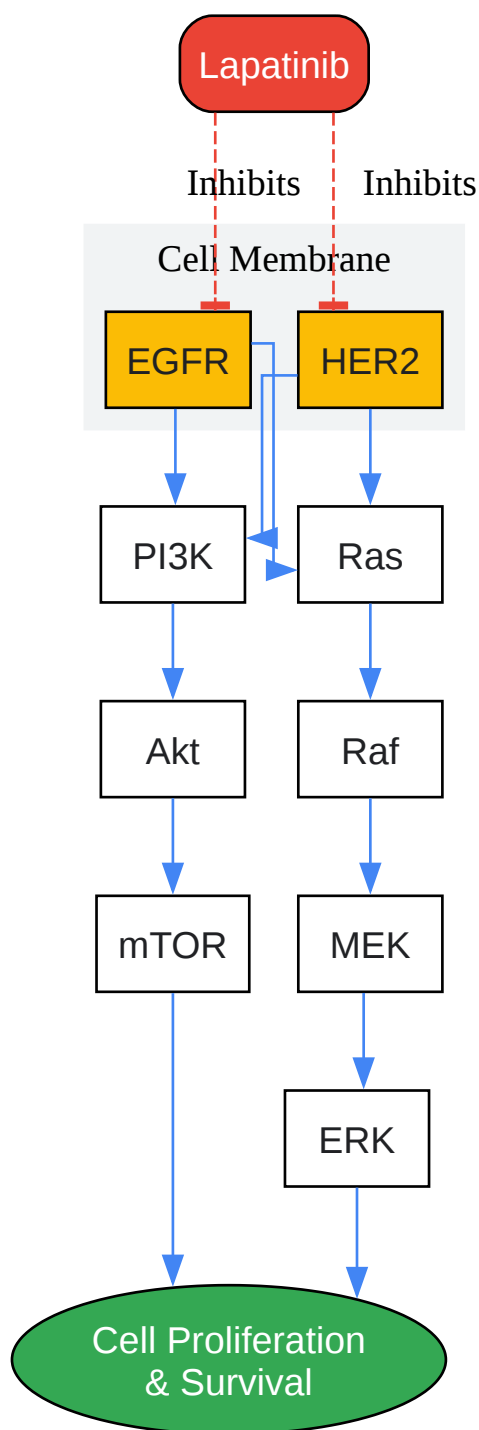 Lapatinib
Inhibits
Inhibits
Cell Membrane
EGFR
HER2
PI3K
Ras
Akt
Raf
mTOR
MEK
ERK
Cell Proliferation
& Survival